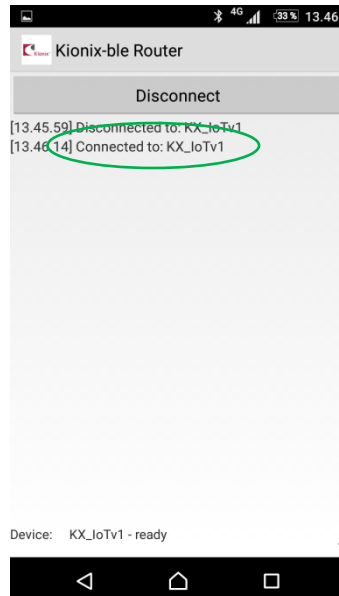 4G 33% 13.46
Kionix Kionix-ble Router
Disconnect
[13.45.59] Disconnected to: KX_IoTv1
[13.46.14] Connected to: KX_IoTv1
Device: KX_IoTv1 - ready